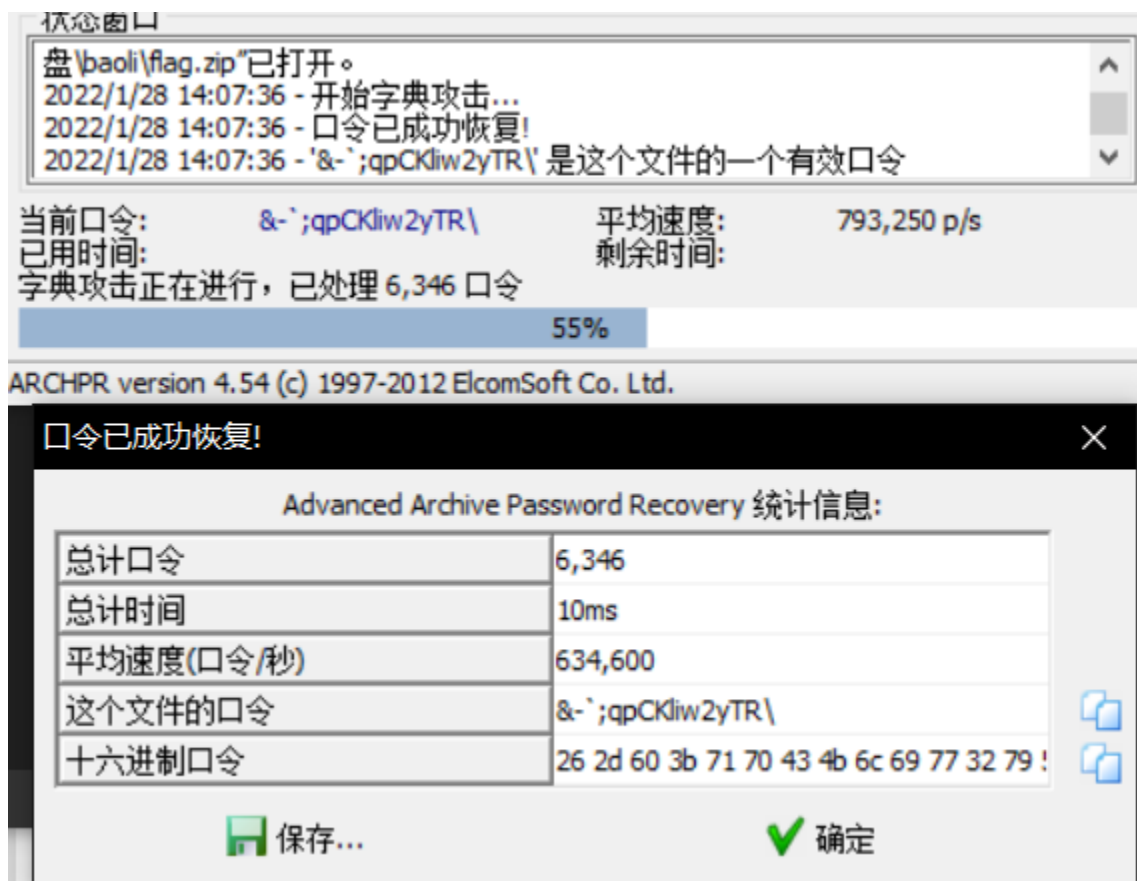 状态窗口
盘\baoli\flag.zip"已打开。
2022/1/28 14:07:36 - 开始字典攻击...
2022/1/28 14:07:36 - 口令已成功恢复!
2022/1/28 14:07:36 - '&-`;qpCKliw2yTR\' 是这个文件的一个有效口令
当前口令: &-`;qpCKliw2yTR\ 平均速度: 793,250 p/s
已用时间: 剩余时间:
字典攻击正在进行，已处理 6,346 口令
55%
ARCHPR version 4.54 (c) 1997-2012 ElcomSoft Co. Ltd.
口令已成功恢复!
Advanced Archive Password Recovery 统计信息:
总计口令 6,346
总计时间 10ms
平均速度(口令/秒) 634,600
这个文件的口令 &-`;qpCKliw2yTR\
十六进制口令 26 2d 60 3b 71 70 43 4b 6c 69 77 32 79
保存... 确定